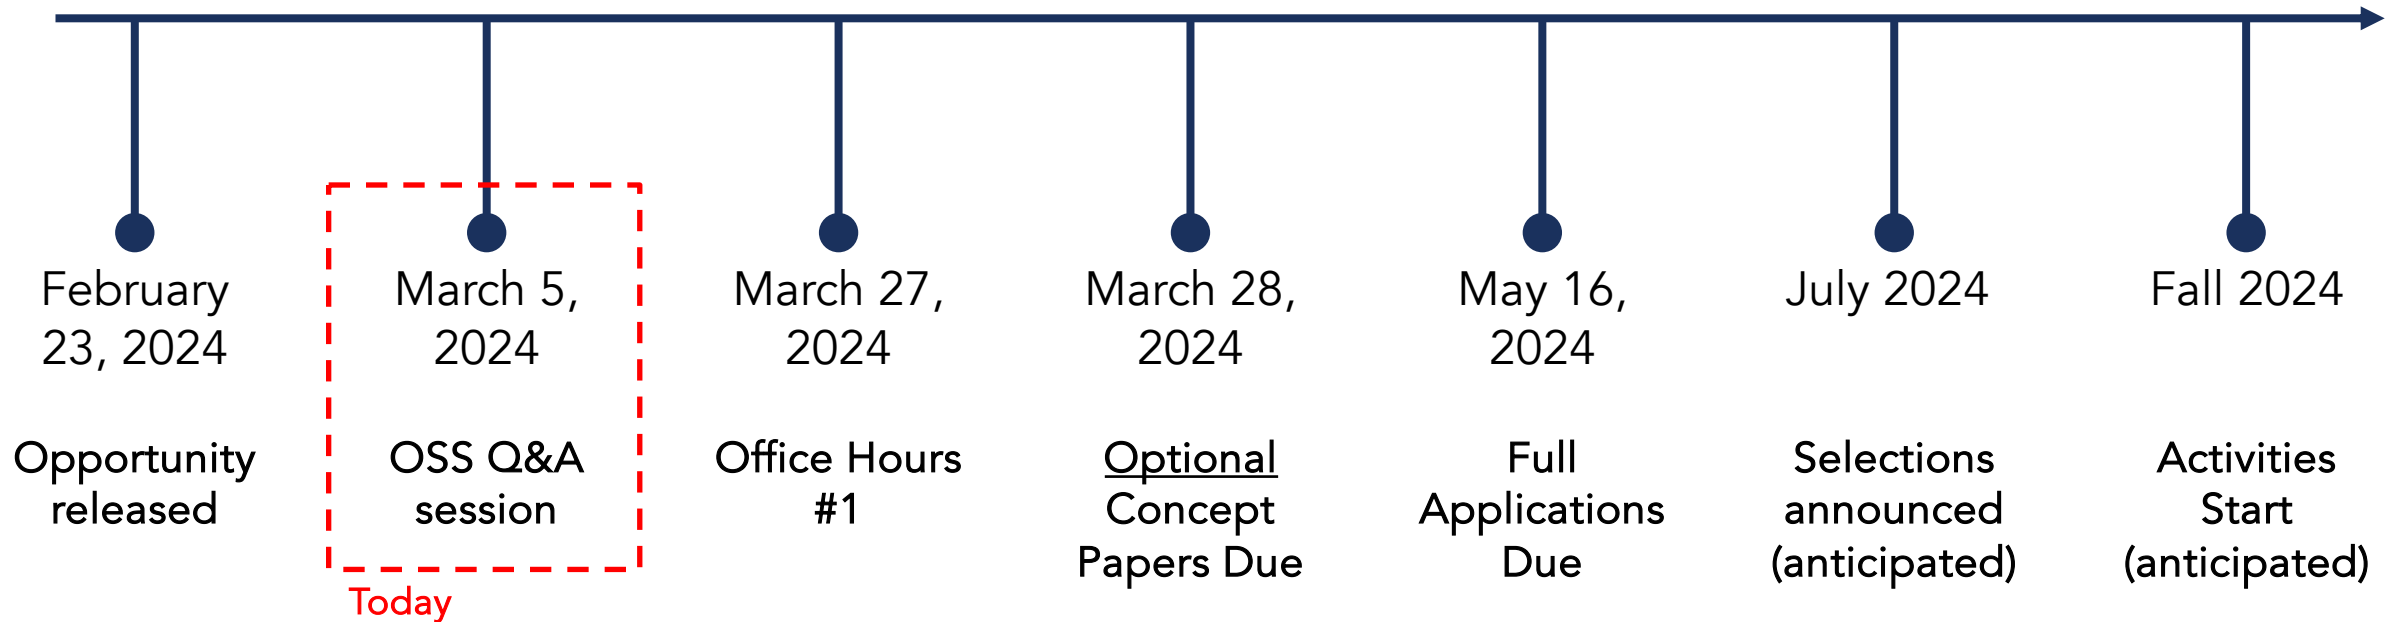 February
23, 2024
Opportunity
released
March 5,
2024
OSS Q&A
session
Today
March 27,
2024
Office Hours
#1
March 28,
2024
Optional
Concept
Papers Due
May 16,
2024
Full
Applications
Due
July 2024
Selections
announced
(anticipated)
Fall 2024
Activities
Start
(anticipated)